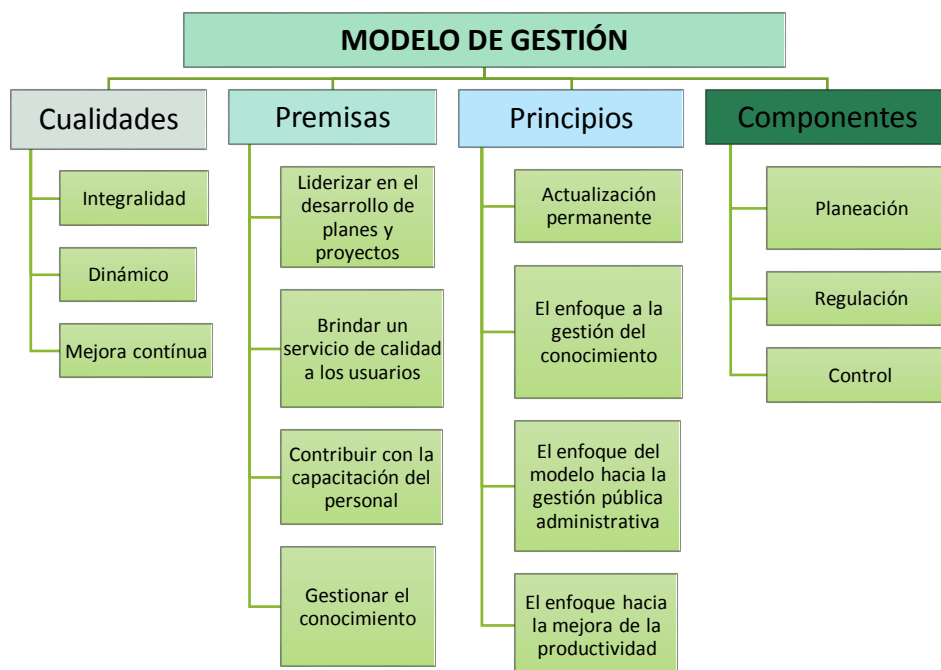 MODELO DE GESTIÓN
Cualidades
Integralidad
Dinámico
Mejora contínua
Premisas
Liderizar en el
desarrollo de
planes y
proyectos
Brindar un
servicio de calidad
a los usuarios
Contribuir con la
capacitación del
personal
Gestionar el
conocimiento
Principios
Actualización
permanente
El enfoque a la
gestión del
conocimiento
El enfoque del
modelo hacia la
gestión pública
administrativa
El enfoque hacia
la mejora de la
productividad
Componentes
Planeación
Regulación
Control